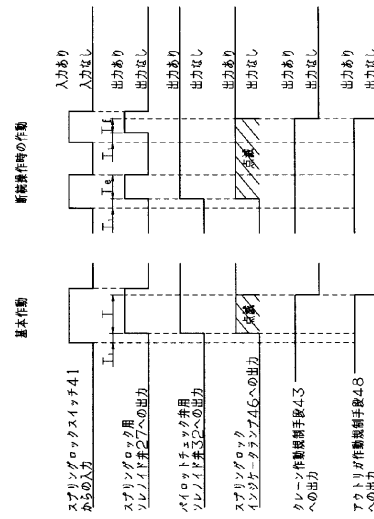 基本作動
断続操作時の作動
スプリングロックスイッチ41
からの入力
入力あり
入力なし
T₁
T
T₁
Te
T₁
Tf
スプリングロック用
ソレノイド弁27への出力
出力あり
出力なし
パイロットチェック弁用
ソレノイド弁32への出力
出力あり
出力なし
スプリングロック
インジケータランプ46への出力
点滅
点滅
出力あり
出力なし
クレーン作動規制手段43
への出力
出力あり
出力なし
アウトリガ作動規制手段48
への出力
出力あり
出力なし